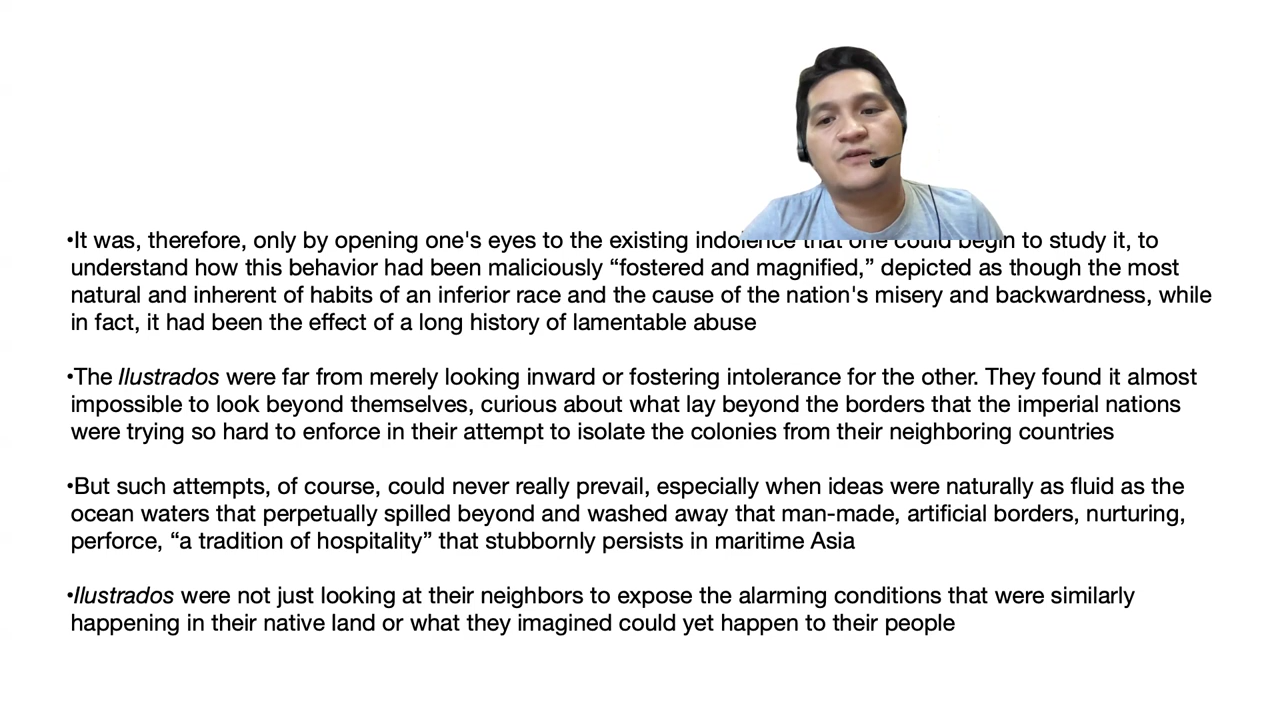 •It was, therefore, only by opening one's eyes to the existing indolence that one could begin to study it, to
understand how this behavior had been maliciously “fostered and magnified,” depicted as though the most
natural and inherent of habits of an inferior race and the cause of the nation's misery and backwardness, while
in fact, it had been the effect of a long history of lamentable abuse
•The Ilustrados were far from merely looking inward or fostering intolerance for the other. They found it almost
impossible to look beyond themselves, curious about what lay beyond the borders that the imperial nations
were trying so hard to enforce in their attempt to isolate the colonies from their neighboring countries
•But such attempts, of course, could never really prevail, especially when ideas were naturally as fluid as the
ocean waters that perpetually spilled beyond and washed away that man-made, artificial borders, nurturing,
perforce, “a tradition of hospitality” that stubbornly persists in maritime Asia
•Ilustrados were not just looking at their neighbors to expose the alarming conditions that were similarly
happening in their native land or what they imagined could yet happen to their people